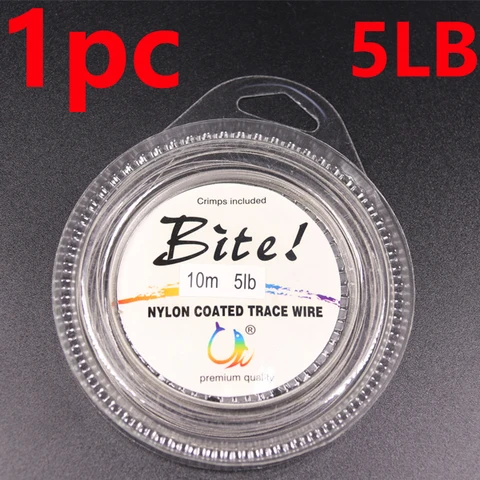 1pc 5LB
Crimps included
Bite!
10m 5lb
NYLON COATED TRACE WIRE
®
premium quality